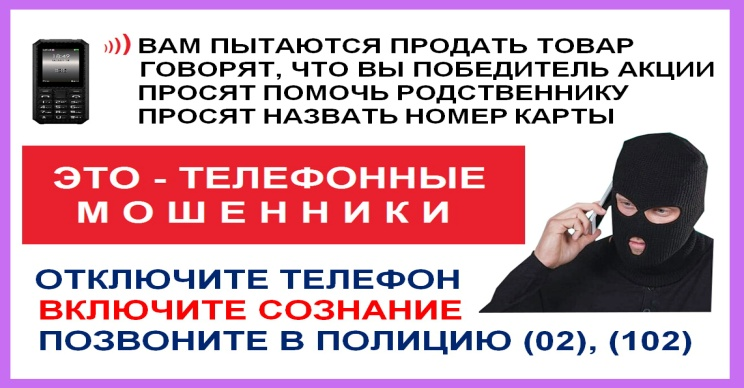 ВАМ ПЫТАЮТСЯ ПРОДАТЬ ТОВАР
ГОВОРЯТ, ЧТО ВЫ ПОБЕДИТЕЛЬ АКЦИИ
ПРОСЯТ ПОМОЧЬ РОДСТВЕННИКУ
ПРОСЯТ НАЗВАТЬ НОМЕР КАРТЫ
ЭТО - ТЕЛЕФОННЫЕ
МОШЕННИКИ
ОТКЛЮЧИТЕ ТЕЛЕФОН
ВКЛЮЧИТЕ СОЗНАНИЕ
ПОЗВОНИТЕ В ПОЛИЦИЮ (02), (102)